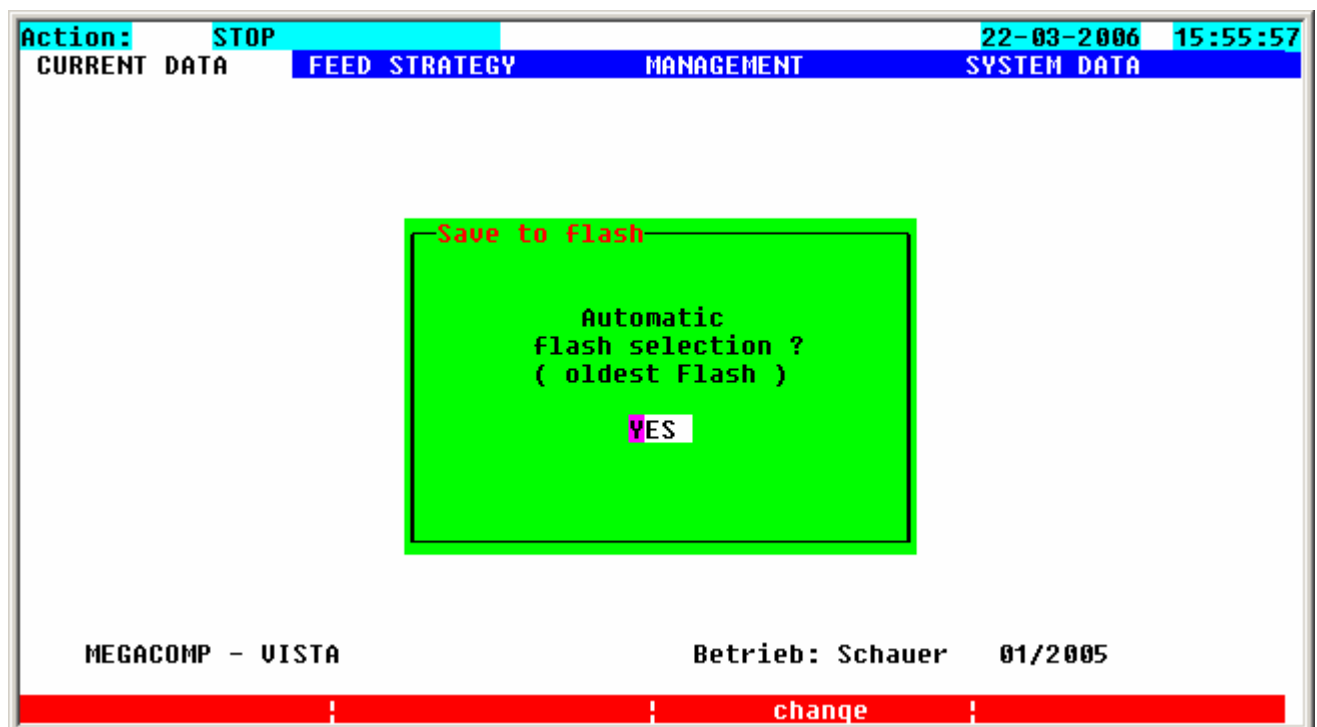 Action: STOP 22-03-2006 15:55:57
CURRENT DATA FEED STRATEGY MANAGEMENT SYSTEM DATA
Save to flash
Automatic
flash selection ?
( oldest Flash )
YES
MEGACOMP - VISTA Betrieb: Schauer 01/2005
change